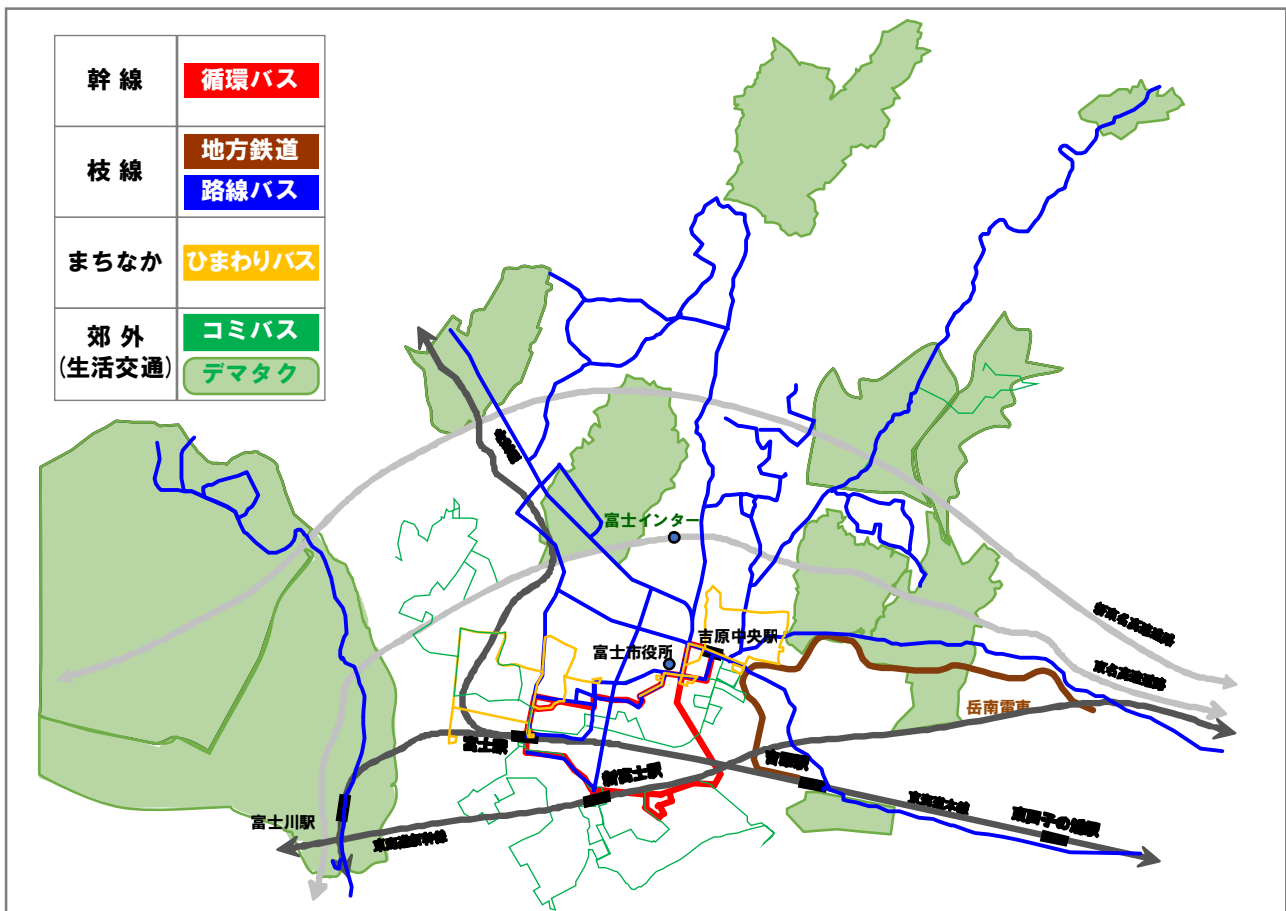 幹 線
循環バス
枝 線
地方鉄道
路線バス
まちなか
ひまわりバス
郊 外
(生活交通)
コミバス
デマタク
富士インター
吉原中央駅
富士市役所
新東名高速道路
東名高速道路
岳南電車
富士駅
新富士駅
吉原駅
富士川駅
東海道新幹線
東海道本線
東田子の浦駅